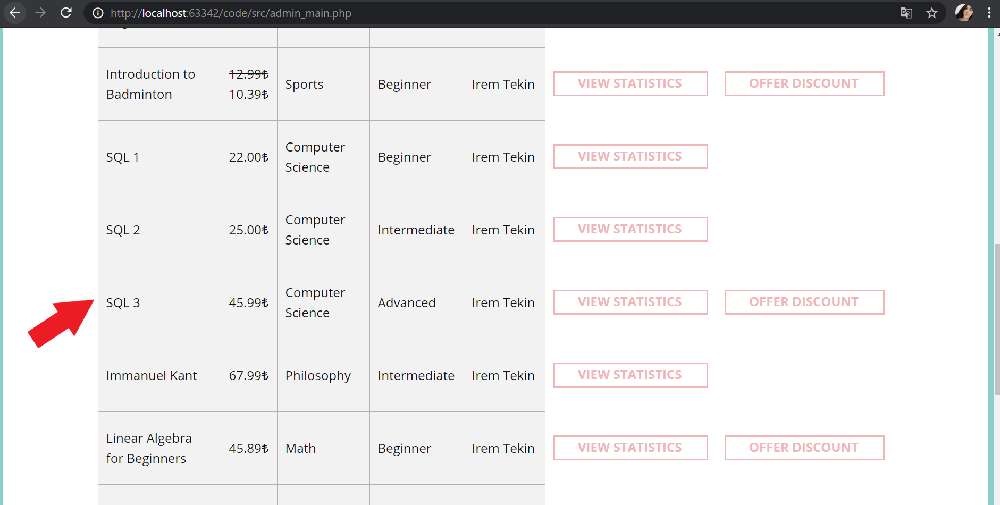 http://localhost:63342/code/src/admin_main.php
Introduction to
Badminton
12.99₺
10.39₺
Sports
Beginner
Irem Tekin
VIEW STATISTICS
OFFER DISCOUNT
SQL 1
22.00₺
Computer
Science
Beginner
Irem Tekin
VIEW STATISTICS
SQL 2
25.00₺
Computer
Science
Intermediate
Irem Tekin
VIEW STATISTICS
SQL 3
45.99₺
Computer
Science
Advanced
Irem Tekin
VIEW STATISTICS
OFFER DISCOUNT
Immanuel Kant
67.99₺
Philosophy
Intermediate
Irem Tekin
VIEW STATISTICS
Linear Algebra
for Beginners
45.89₺
Math
Beginner
Irem Tekin
VIEW STATISTICS
OFFER DISCOUNT